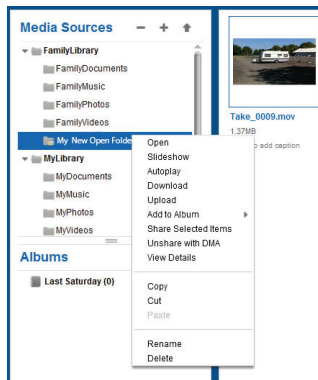 Media Sources
FamilyLibrary
FamilyDocuments
FamilyMusic
FamilyPhotos
FamilyVideos
My New Open Folde
MyLibrary
MyDocuments
MyMusic
MyPhotos
MyVideos
Albums
Last Saturday (0)
Open
Slideshow
Autoplay
Download
Upload
Add to Album
Share Selected Items
Unshare with DMA
View Details
Copy
Cut
Paste
Rename
Delete
Take_0009.mov
1.37MB
to add caption